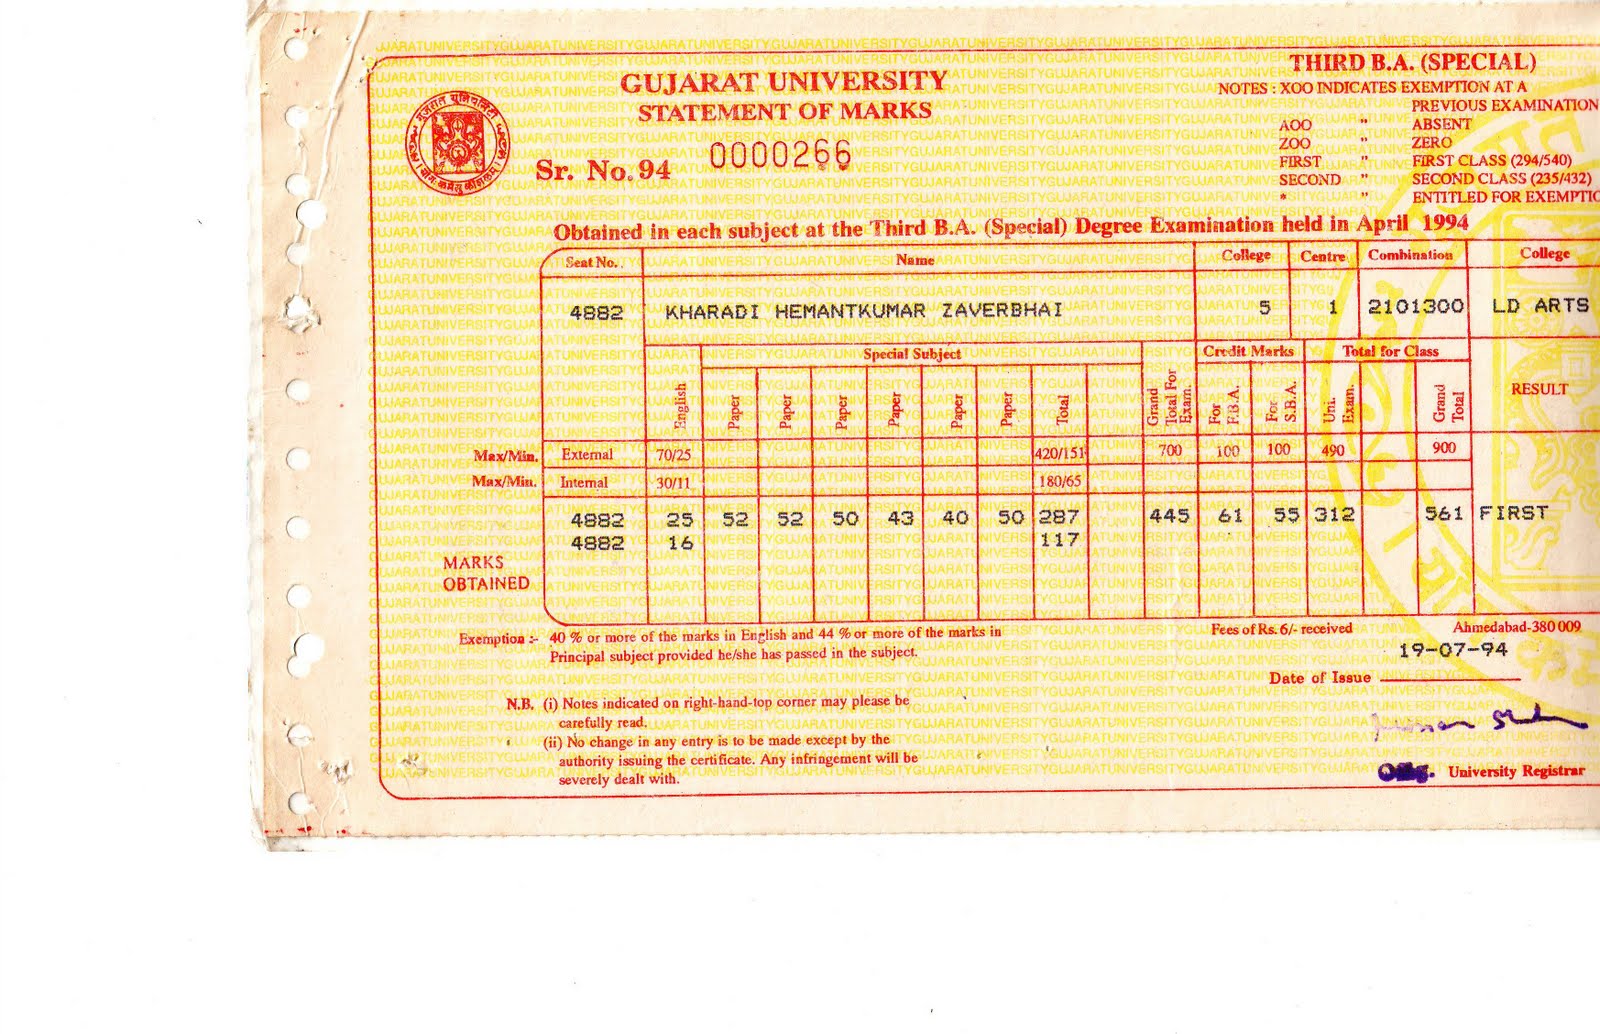 THIRD B.A. (SPECIAL)
GUJARAT UNIVERSITY
STATEMENT OF MARKS
Sr. No. 94 0000266
NOTES : XOO INDICATES EXEMPTION AT A
PREVIOUS EXAMINATION
AOO " ABSENT
ZOO " ZERO
FIRST " FIRST CLASS (294/540)
SECOND " SECOND CLASS (235/432)
* " ENTITLED FOR EXEMPTIO
Obtained in each subject at the Third B.A. (Special) Degree Examination held in April 1994
Seat No. Name College Centre Combination College
4882 KHARADI HEMANTKUMAR ZAVERBHAI 5 1 2101300 LD ARTS
Special Subject Credit Marks Total for Class
English Paper Paper Paper Paper Paper Paper Total Grand Total For Exam. For F.B.A. For S.B.A. Uni. Exam. Grand Total RESULT
Max/Min. External 70/25 420/151 700 100 100 490 900
Max/Min. Internal 30/11 180/65
4882 25 52 52 50 43 40 50 287 445 61 55 312 561 FIRST
4882 16 117
MARKS
OBTAINED
Exemption :- 40 % or more of the marks in English and 44 % or more of the marks in
Principal subject provided he/she has passed in the subject.
Fees of Rs. 6/- received Ahmedabad-380 009
19-07-94
Date of Issue
N.B. (i) Notes indicated on right-hand-top corner may please be
carefully read.
(ii) No change in any entry is to be made except by the
authority issuing the certificate. Any infringement will be
severely dealt with.
University Registrar